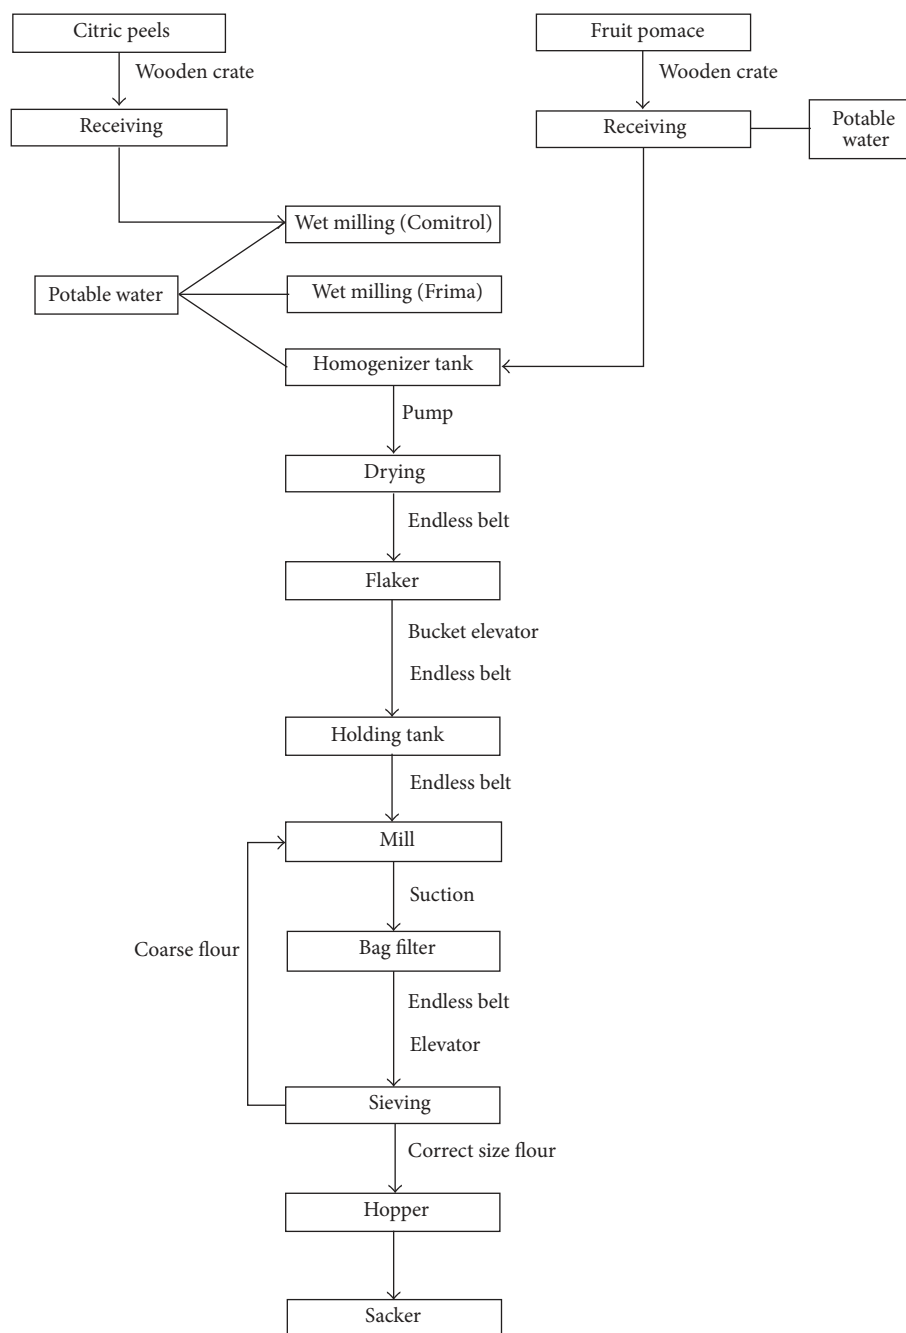 Citric peels
Fruit pomace
Wooden crate
Wooden crate
Receiving
Receiving
Potable
water
Wet milling (Comitrol)
Potable water
Wet milling (Frima)
Homogenizer tank
Pump
Drying
Endless belt
Flaker
Bucket elevator
Endless belt
Holding tank
Endless belt
Mill
Suction
Coarse flour
Bag filter
Endless belt
Elevator
Sieving
Correct size flour
Hopper
Sacker